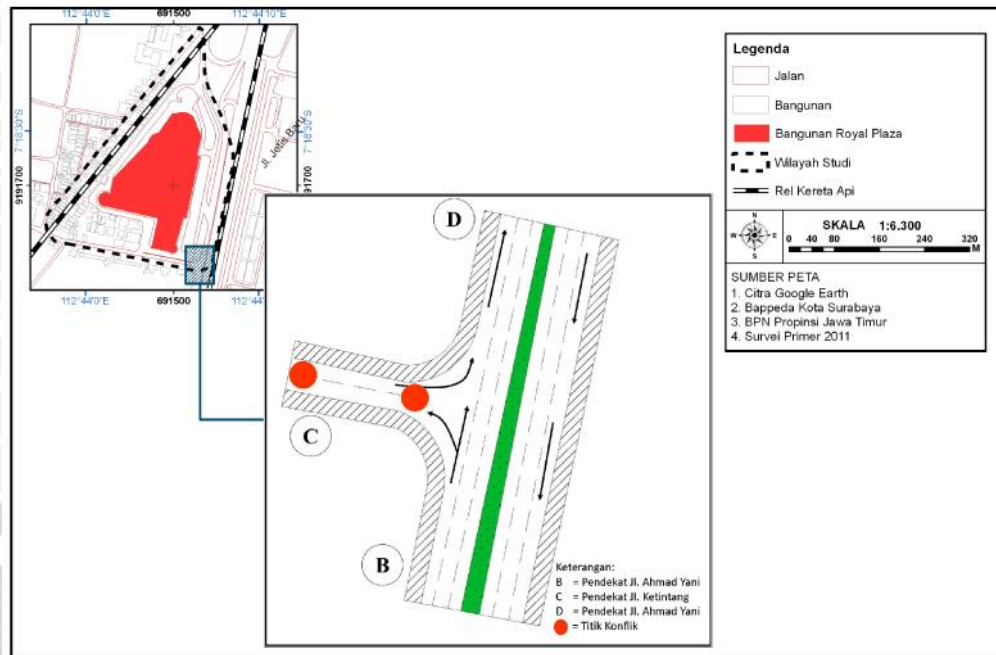 112°44'0"E 691500 112°44'10"E
7°18'30"S
9191700
Jl. Jetis Baru
7°18'30"S
9191700
112°44'0"E 691500 112°44'10"E
D
C
B
Keterangan:
B = Pendekat Jl. Ahmad Yani
C = Pendekat Jl. Ketintang
D = Pendekat Jl. Ahmad Yani
= Titik Konflik
Legenda
Jalan
Bangunan
Bangunan Royal Plaza
Wilayah Studi
Rel Kereta Api
N
W E
S
SKALA 1:6.300
0 40 80 160 240 320
M
SUMBER PETA
1. Citra Google Earth
2. Bappeda Kota Surabaya
3. BPN Propinsi Jawa Timur
4. Survei Primer 2011